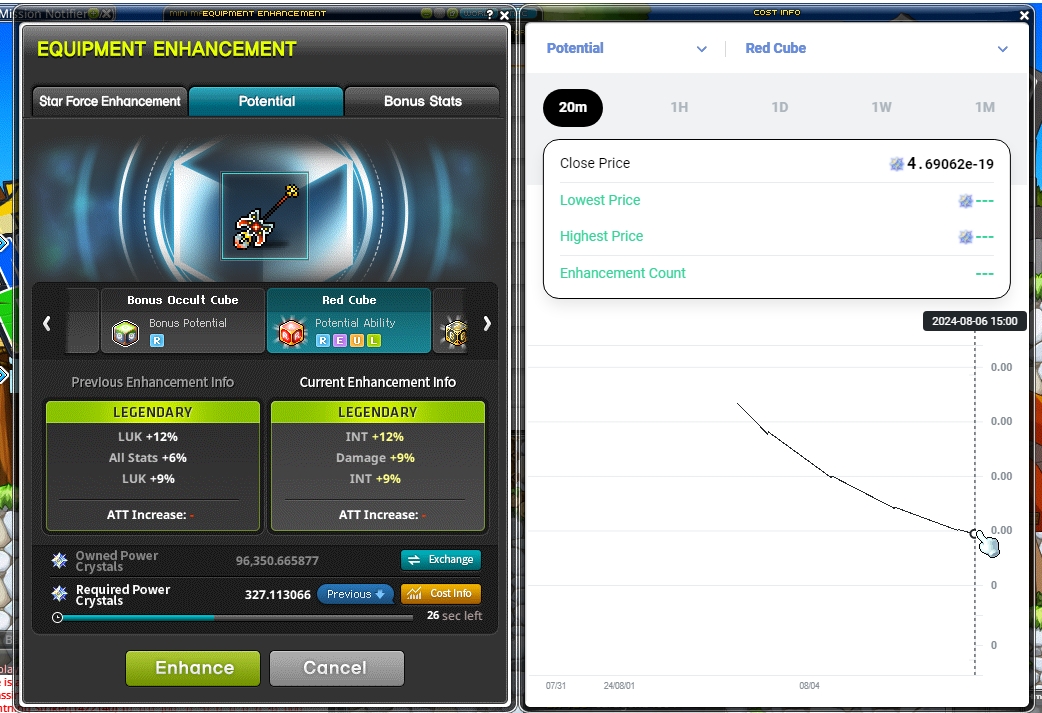 Mission Notifier
MINI M
EQUIPMENT ENHANCEMENT
WORL
?
EQUIPMENT ENHANCEMENT
Star Force Enhancement
Potential
Bonus Stats
Bonus Occult Cube
Bonus Potential
R
Red Cube
Potential Ability
R E U L
Previous Enhancement Info
LEGENDARY
LUK +12%
All Stats +6%
LUK +9%
ATT Increase: -
Current Enhancement Info
LEGENDARY
INT +12%
Damage +9%
INT +9%
ATT Increase: -
Owned Power
Crystals
96,350.665877
Exchange
Required Power
Crystals
327.113066
Previous
Cost Info
26 sec left
Enhance
Cancel
COST INFO
Potential
Red Cube
20m
1H
1D
1W
1M
Close Price
4.69062e-19
Lowest Price
---
Highest Price
---
Enhancement Count
---
2024-08-06 15:00
0.00
0.00
0.00
0.00
0
0
07/31
24/08/01
08/04